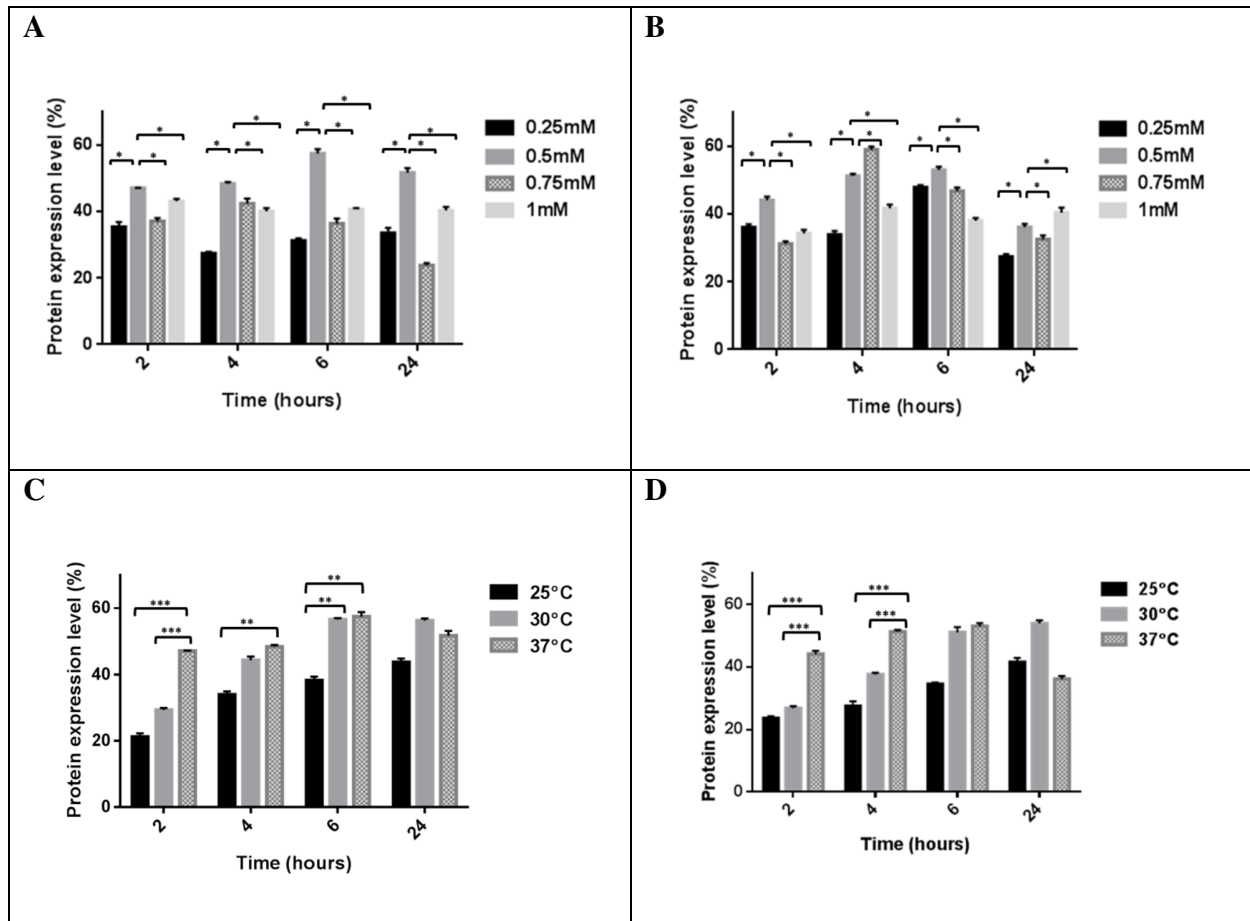 A
Protein expression level (%)
60
40
20
0
* * * * * * * * * * * *
2 4 6 24
Time (hours)
0.25mM
0.5mM
0.75mM
1mM
B
Protein expression level (%)
60
40
20
0
* * * * * * * * * * * *
2 4 6 24
Time (hours)
0.25mM
0.5mM
0.75mM
1mM
C
Protein expression level (%)
60
40
20
0
*** *** ** ** **
2 4 6 24
Time (hours)
25°C
30°C
37°C
D
Protein expression level (%)
60
40
20
0
*** *** *** ***
2 4 6 24
Time (hours)
25°C
30°C
37°C